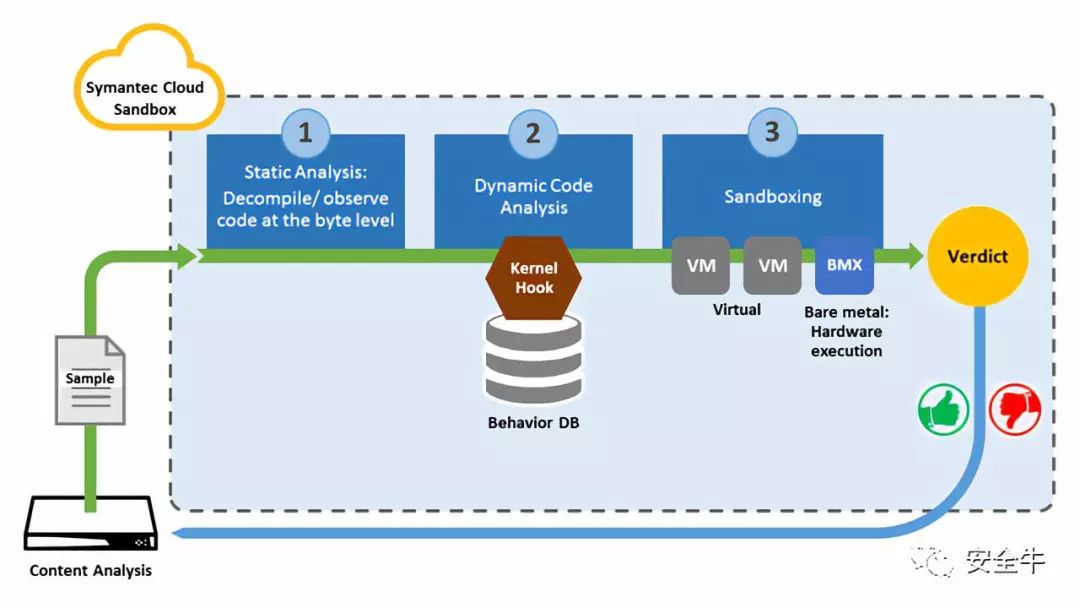 Symantec Cloud
Sandbox
1
Static Analysis:
Decompile/ observe
code at the byte level
2
Dynamic Code
Analysis
3
Sandboxing
Kernel
Hook
Behavior DB
VM
VM
BMX
Virtual
Bare metal:
Hardware
execution
Verdict
Sample
Content Analysis
安全牛